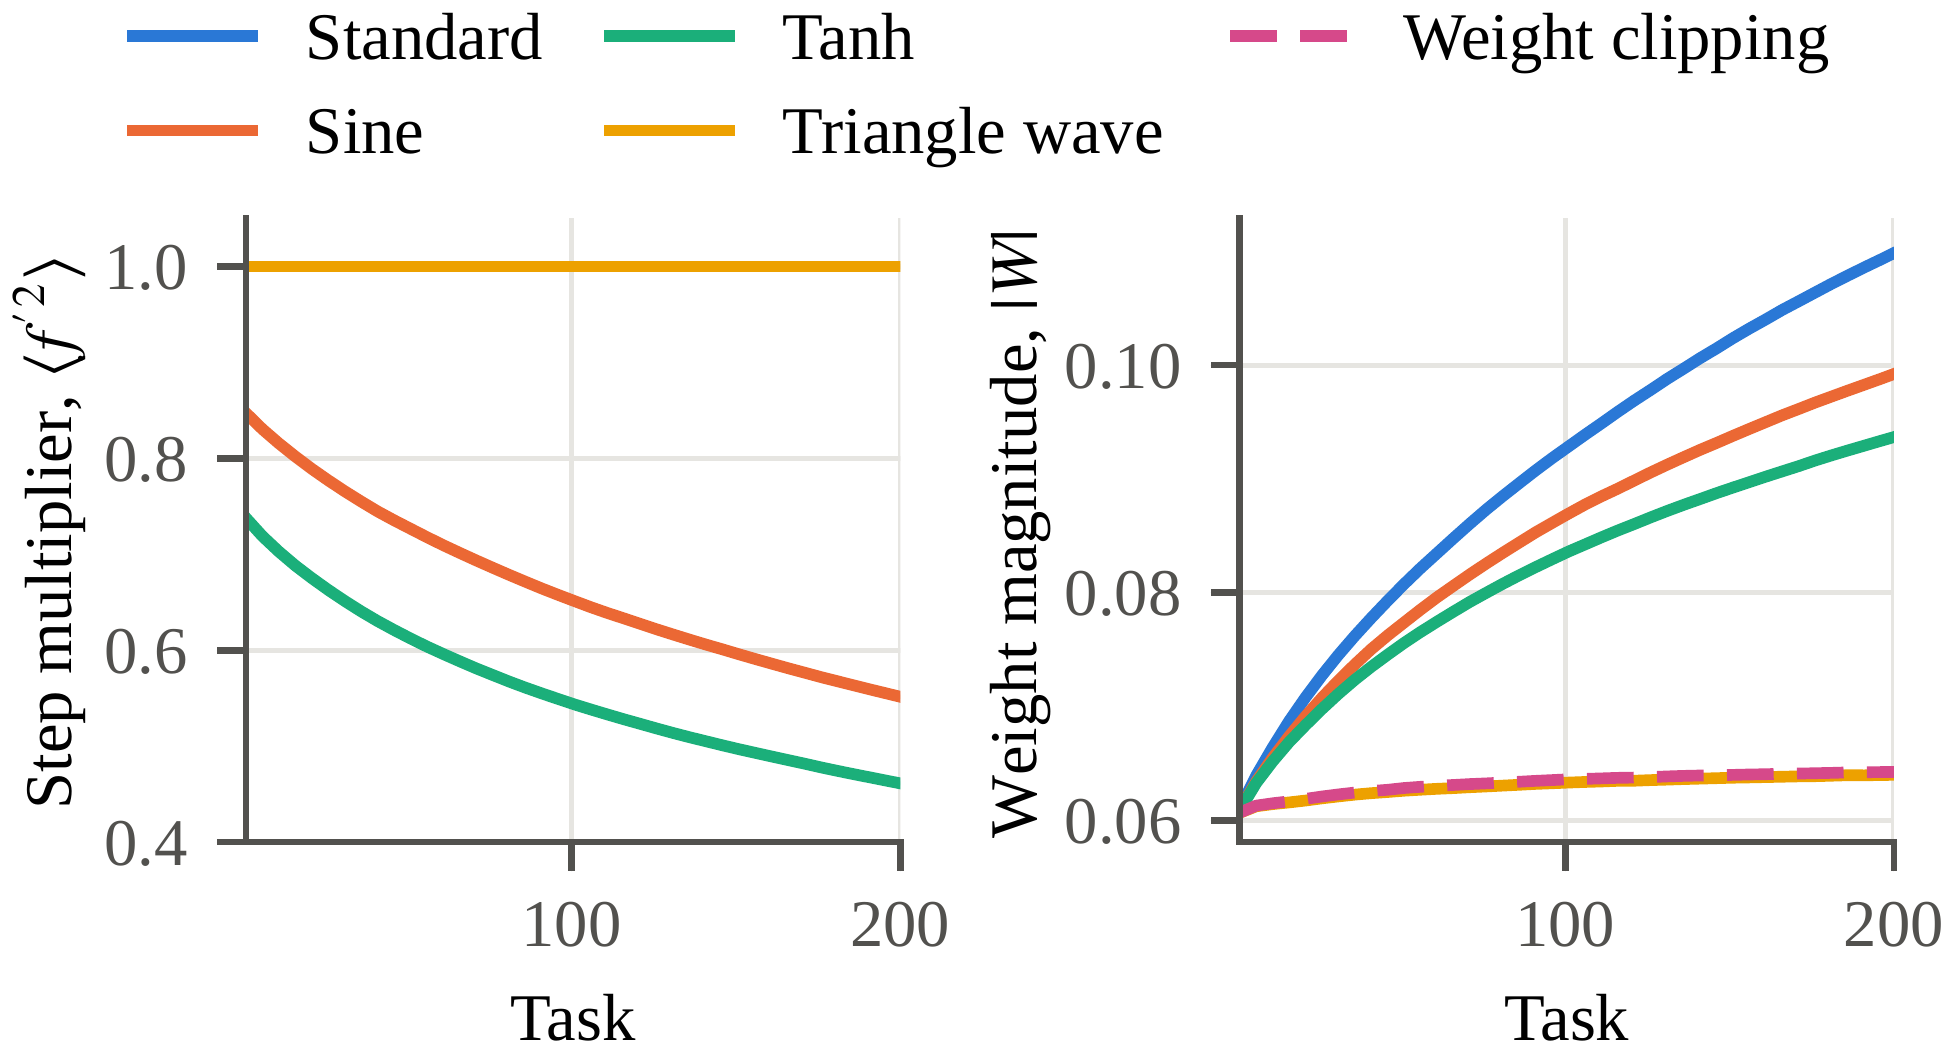 Standard
Tanh
Weight clipping
Sine
Triangle wave
Step multiplier, ⟨f′2⟩
1.0
0.8
0.6
0.4
100
200
Task
Weight magnitude, |W|
0.10
0.08
0.06
100
200
Task